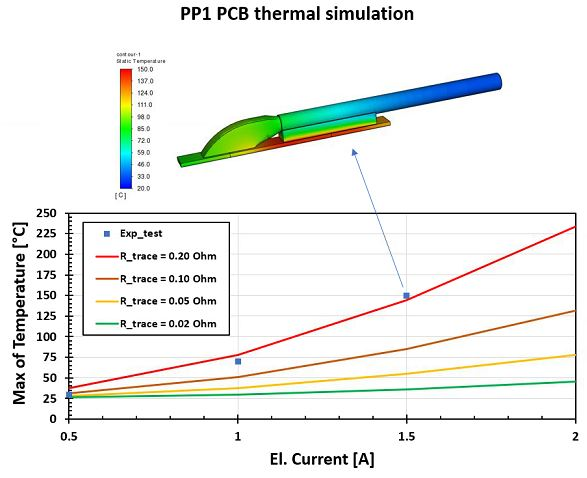 PP1 PCB thermal simulation
contour-1
Static Temperature
150.0
137.0
124.0
111.0
98.0
85.0
72.0
59.0
46.0
33.0
20.0
[C]
Max of Temperature [°C]
250
225
200
175
150
125
100
75
50
25
0
Exp_test
R_trace = 0.20 Ohm
R_trace = 0.10 Ohm
R_trace = 0.05 Ohm
R_trace = 0.02 Ohm
0.5 1 1.5 2
El. Current [A]